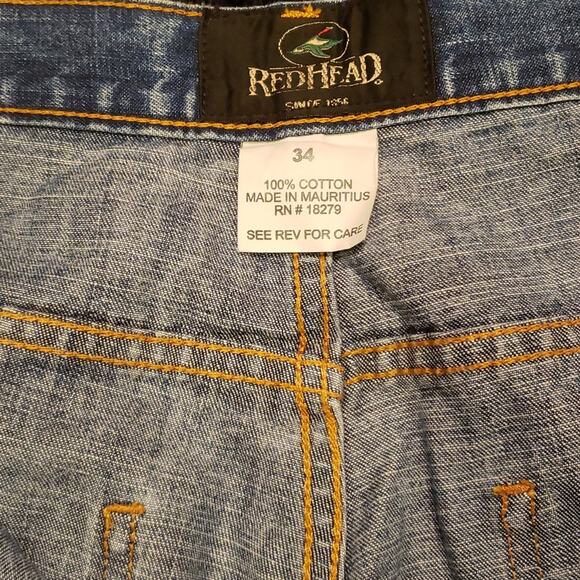 REDHEAD
SINCE 1856
34
100% COTTON
MADE IN MAURITIUS
RN # 18279
SEE REV FOR CARE